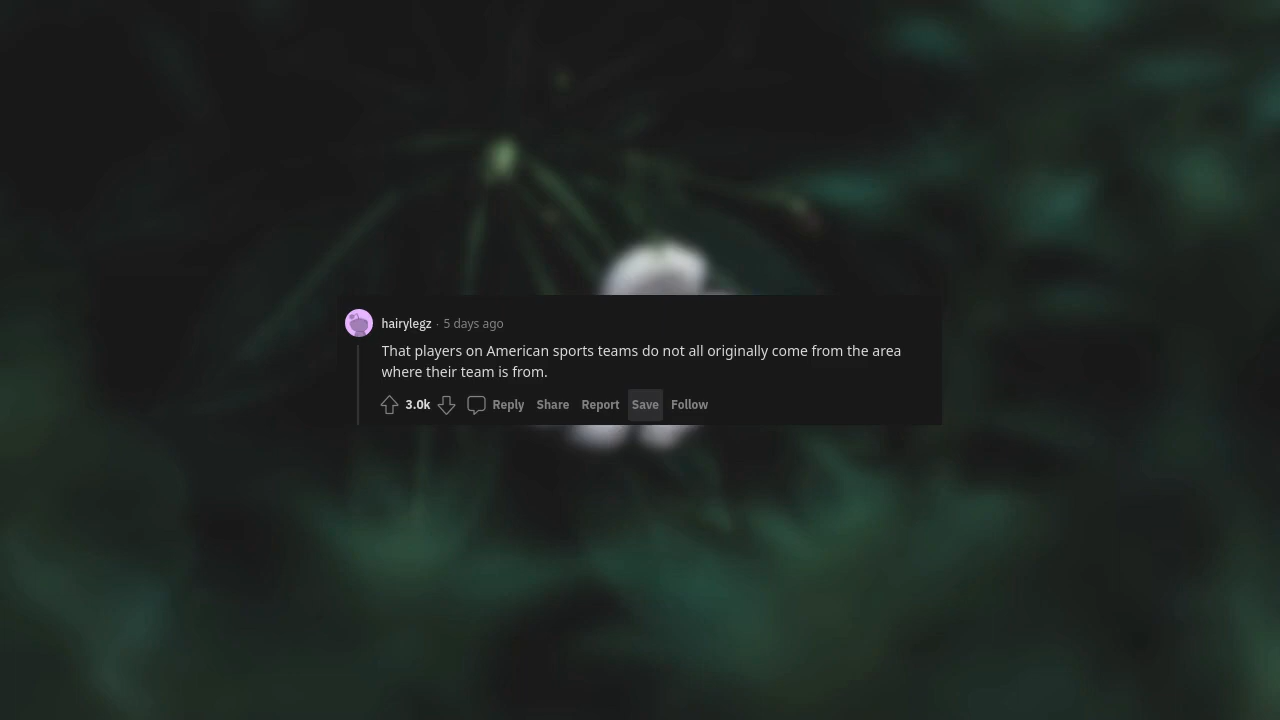 hairylegz · 5 days ago
That players on American sports teams do not all originally come from the area
where their team is from.
3.0k Reply Share Report Save Follow